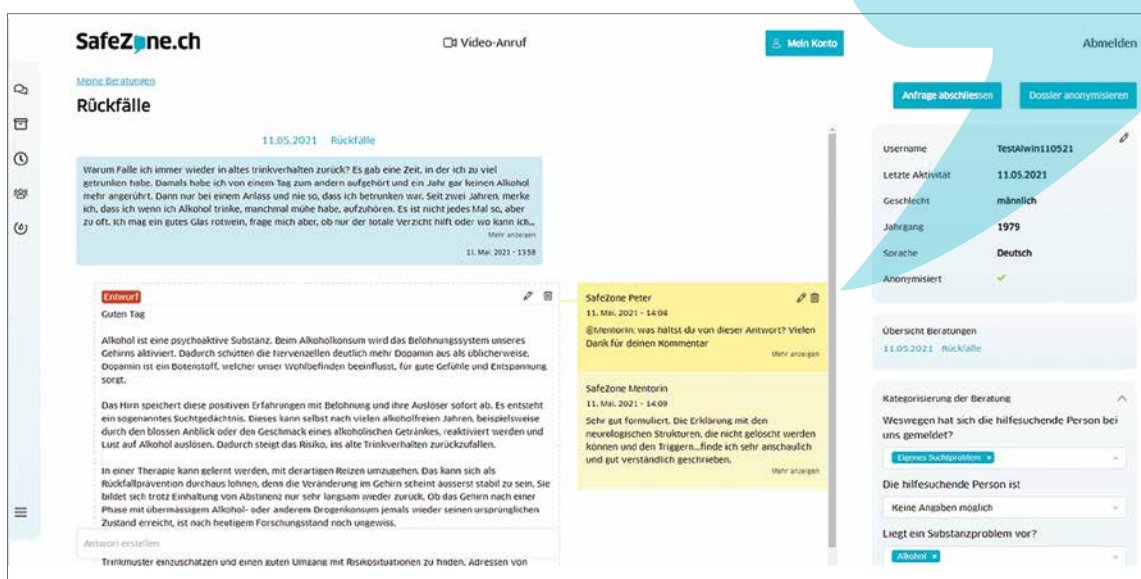 SafeZone.ch
Video-Anruf
Mein Konto
Abmelden
Meine Beratungen
Rückfälle
Anfrage abschliessen
Dossier anonymisieren
11.05.2021 Rückfälle
Warum Falle ich immer wieder in altes trinkverhalten zurück? Es gab eine Zeit, in der ich zu viel
getrunken habe. Damals habe ich von einem Tag zum andern aufgehört und ein Jahr gar keinen Alkohol
mehr angerührt. Dann nur bei einem Anlass und nie so, dass ich betrunken war. Seit zwei Jahren, merke
ich, dass ich wenn ich Alkohol trinke, manchmal mühe habe, aufzuhören. Es ist nicht jedes Mal so, aber
zu oft. Ich mag ein gutes Glas rotwein, frage mich aber, ob nur der totale Verzicht hilft oder wo kann ich...
Mehr anzeigen
11. Mai. 2021 - 13:58
Entwurf
Guten Tag
Alkohol ist eine psychoaktive Substanz. Beim Alkoholkonsum wird das Belohnungssystem unseres
Gehirns aktiviert. Dadurch schütten die Nervenzellen deutlich mehr Dopamin aus als üblicherweise.
Dopamin ist ein Botenstoff, welcher unser Wohlbefinden beeinflusst, für gute Gefühle und Entspannung
sorgt.
Das Hirn speichert diese positiven Erfahrungen mit Belohnung und ihre Auslöser sofort ab. Es entsteht
ein sogenanntes Suchtgedächtnis. Dieses kann selbst nach vielen alkoholfreien Jahren, beispielsweise
durch den blossen Anblick oder den Geschmack eines alkoholischen Getränkes, reaktiviert werden und
Lust auf Alkohol auslösen. Dadurch steigt das Risiko, ins alte Trinkverhalten zurückzufallen.
In einer Therapie kann gelernt werden, mit derartigen Reizen umzugehen. Das kann sich als
Rückfallprävention durchaus lohnen, denn die Veränderung im Gehirn scheint äusserst stabil zu sein. Sie
bildet sich trotz Einhaltung von Abstinenz nur sehr langsam wieder zurück. Ob das Gehirn nach einer
Phase mit übermässigem Alkohol- oder anderem Drogenkonsum jemals wieder seinen ursprünglichen
Zustand erreicht, ist nach heutigem Forschungsstand noch ungewiss.
Antwort erstellen
Trinkmuster einzuschätzen und einen guten Umgang mit Risikosituationen zu finden. Adressen von
SafeZone Peter
11. Mai. 2021 - 14:04
@Mentorin: was hältst du von dieser Antwort? Vielen
Dank für deinen Kommentar
Mehr anzeigen
SafeZone Mentorin
11. Mai. 2021 - 14:09
Sehr gut formuliert. Die Erklärung mit den
neurologischen Strukturen, die nicht gelöscht werden
können und den Triggern...finde ich sehr anschaulich
und gut verständlich geschrieben.
Mehr anzeigen
Username TestAlwin110521
Letzte Aktivität 11.05.2021
Geschlecht männlich
Jahrgang 1979
Sprache Deutsch
Anonymisiert
Übersicht Beratungen
11.05.2021 Rückfälle
Kategorisierung der Beratung
Weswegen hat sich die hilfesuchende Person bei
uns gemeldet?
Eigenes Suchtproblem ×
Die hilfesuchende Person ist
Keine Angaben möglich
Liegt ein Substanzproblem vor?
Alkohol ×